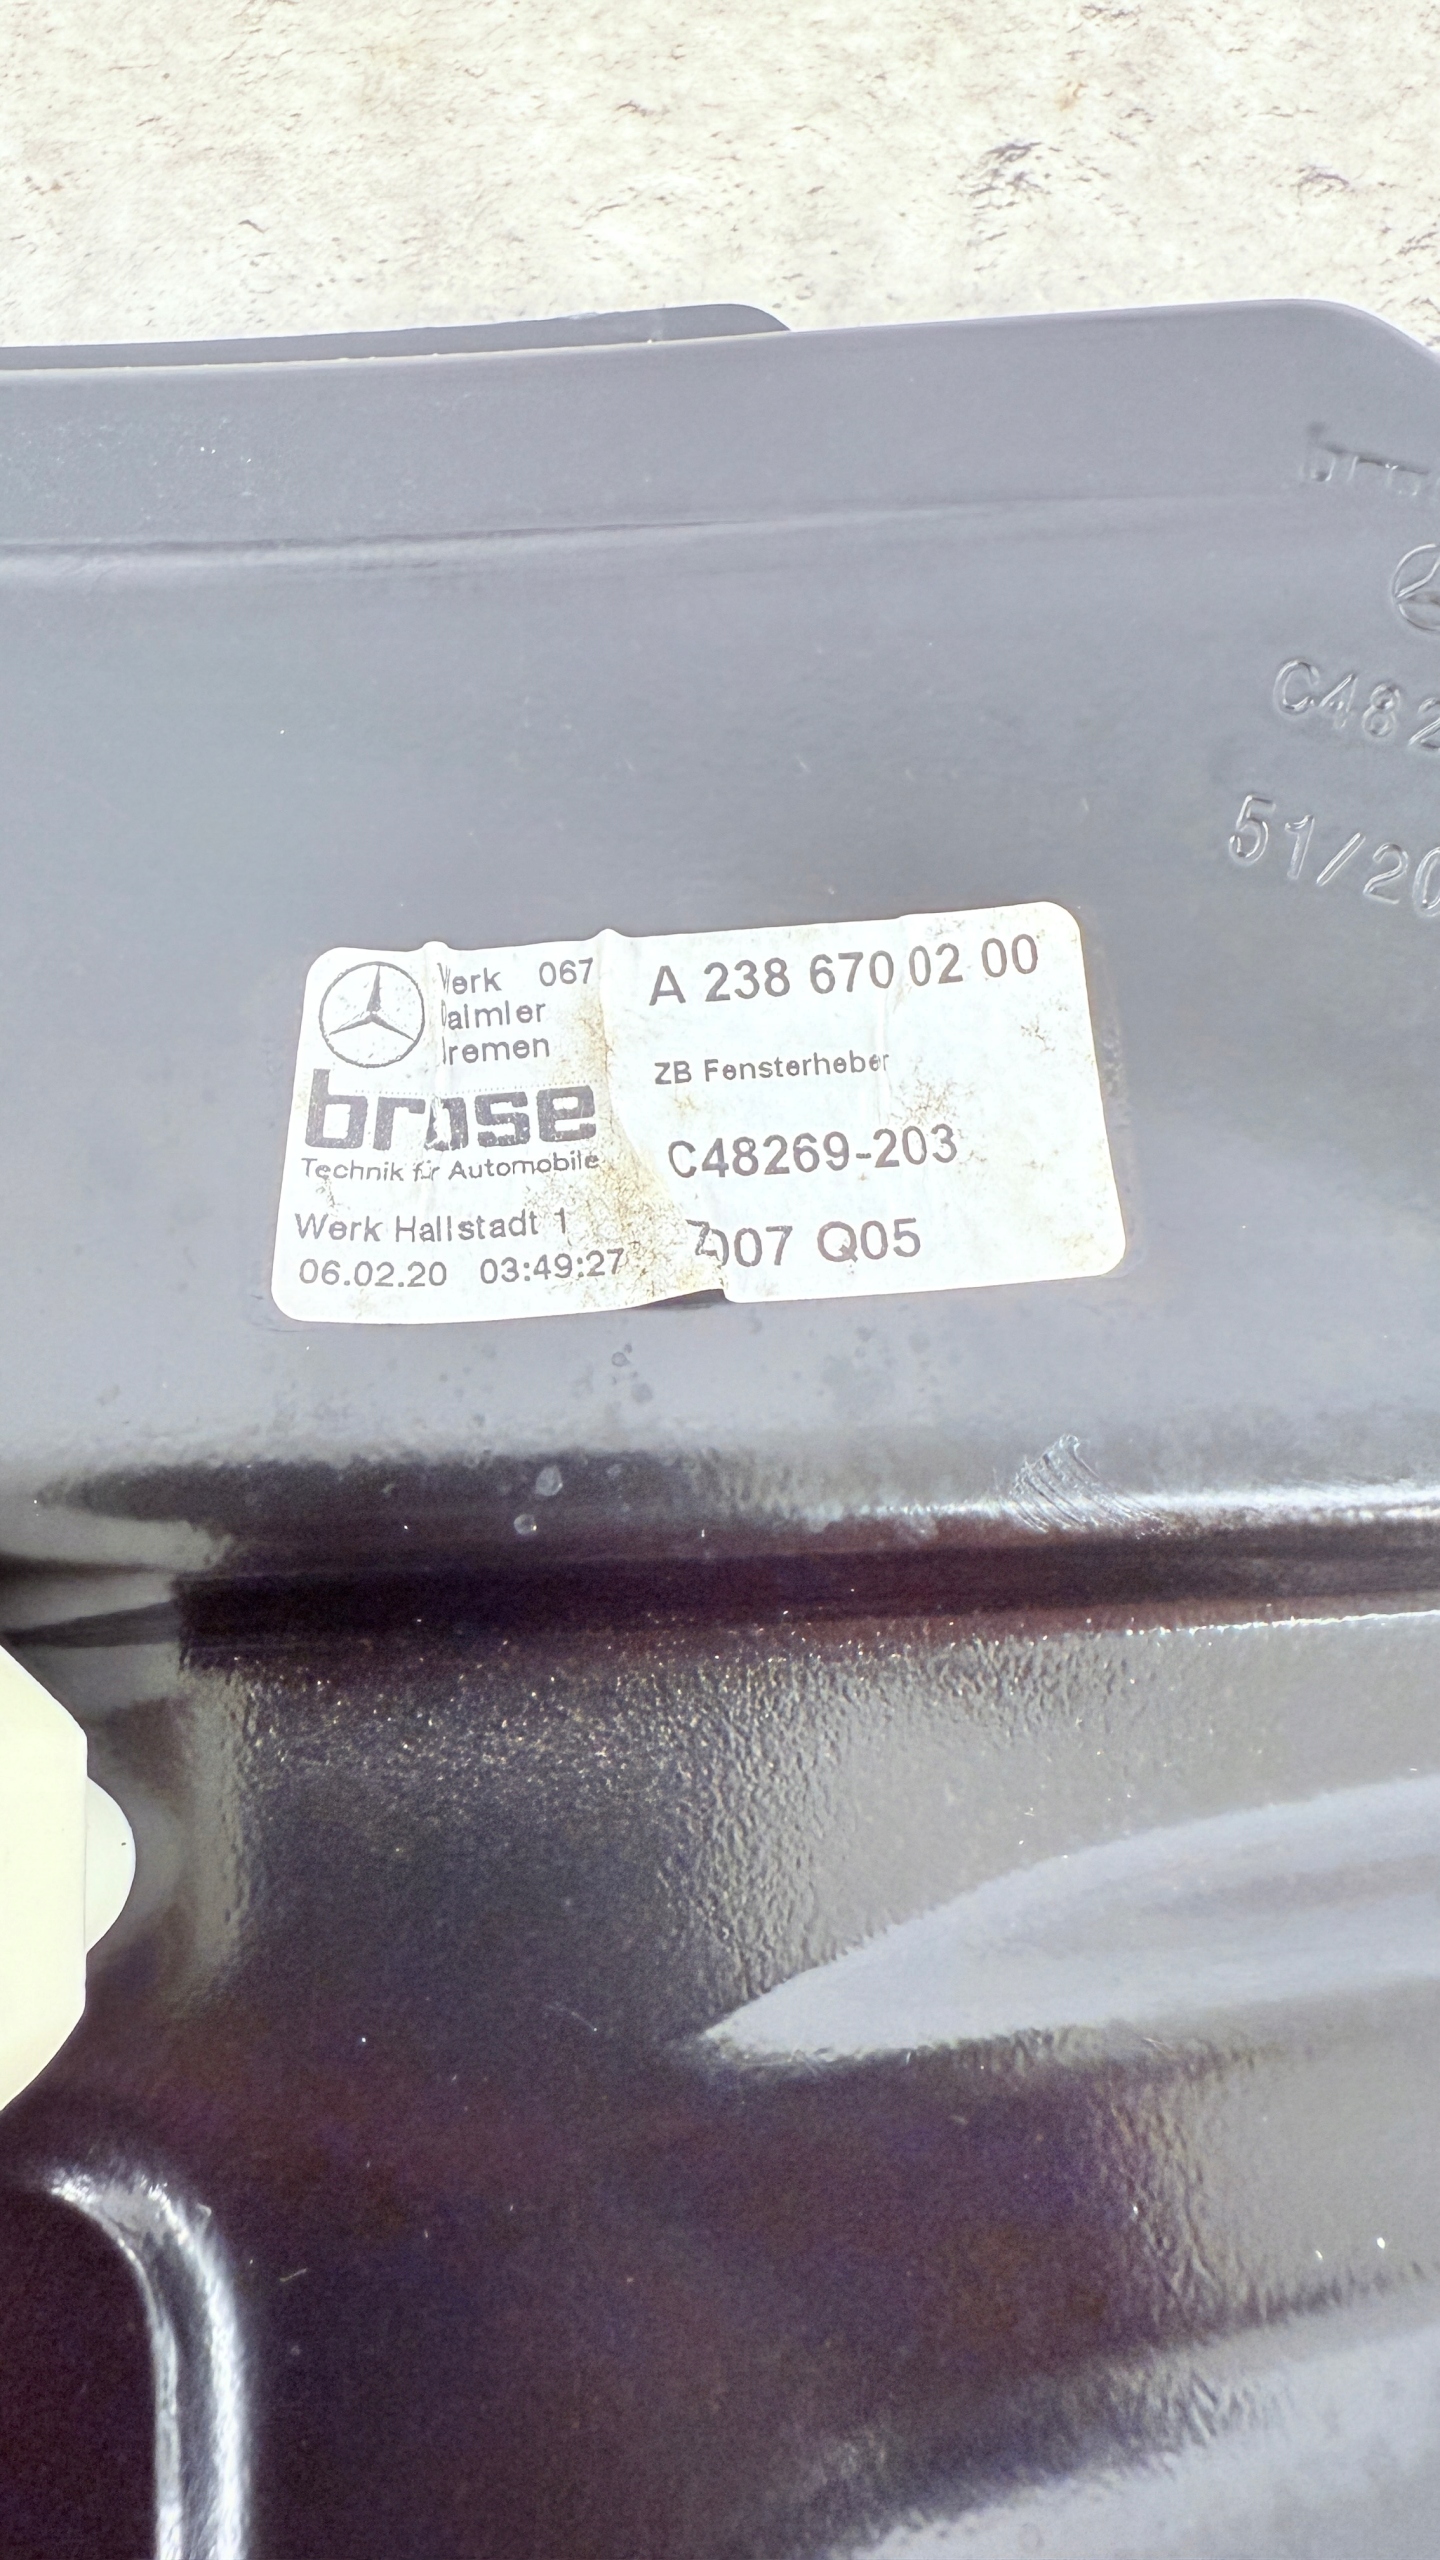 C482
51/20
Werk 067
Daimler
Bremen
brose
Technik für Automobile
Werk Hallstadt 1
06.02.20 03:49:27
A 238 670 02 00
ZB Fensterheber
C48269-203
Q05